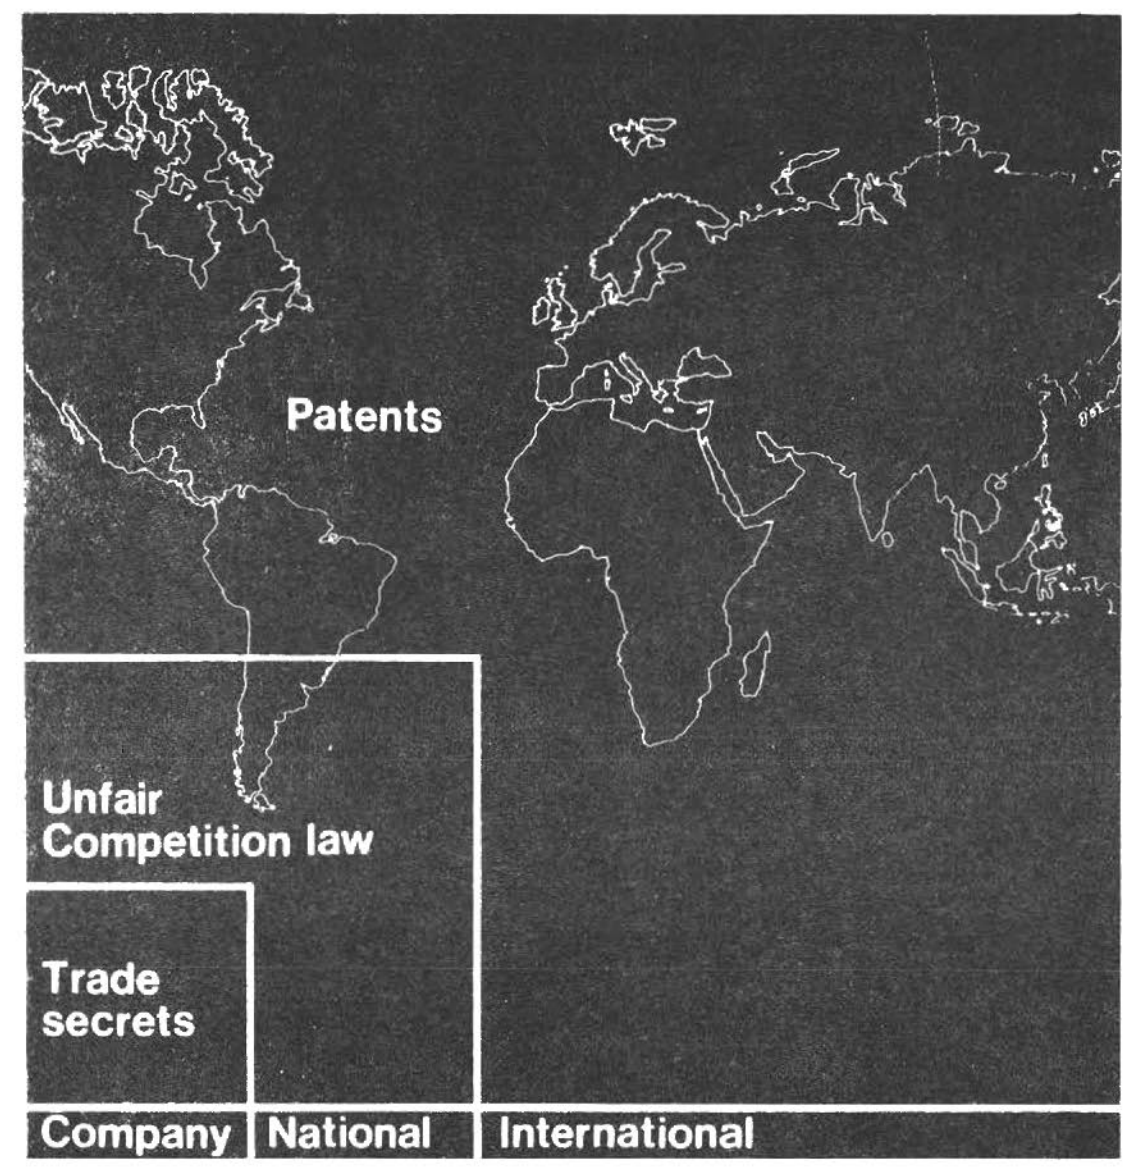 Patents
Unfair
Competition law
Trade
secrets
Company
National
International